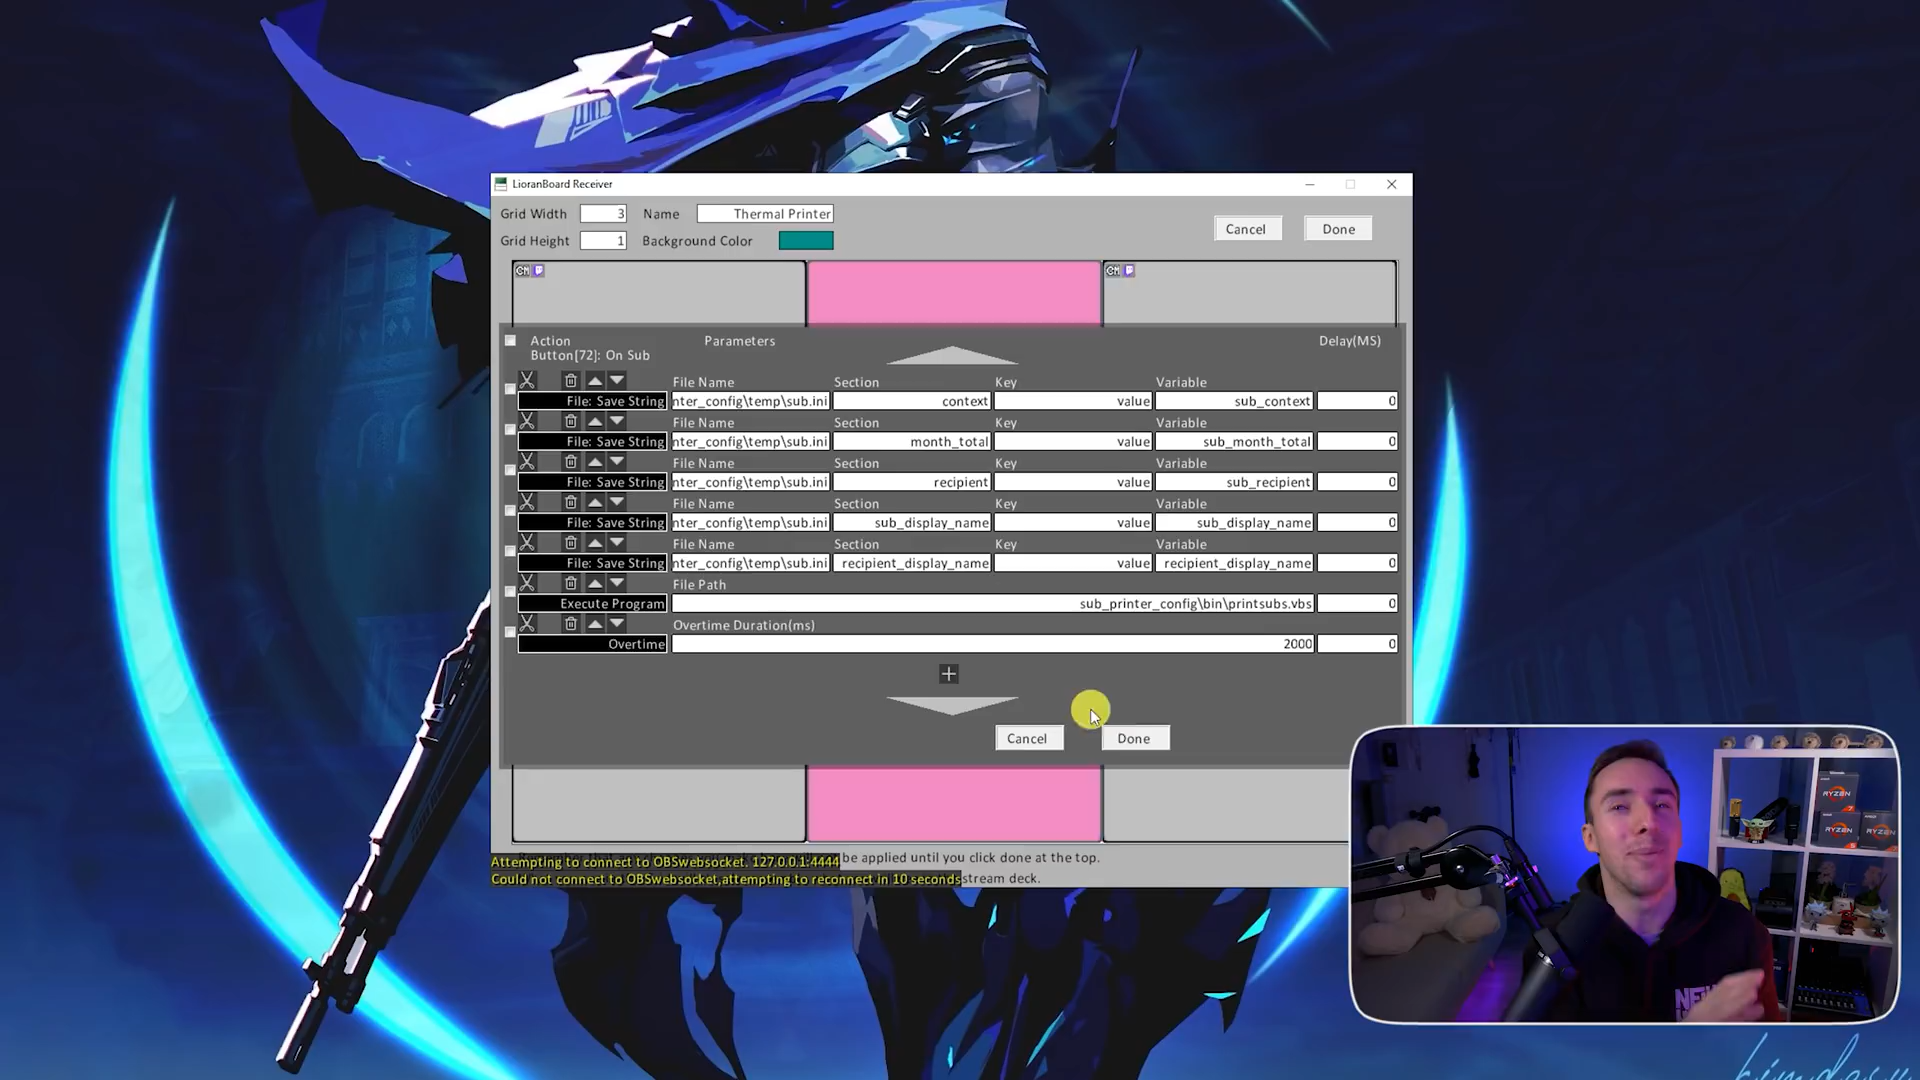 LioranBoard Receiver
Grid Width 3 Name Thermal Printer
Cancel Done
Grid Height 1 Background Color
Action Parameters Delay(MS)
Button[72]: On Sub
File Name Section Key Variable
File: Save String nter_config\temp\sub.ini context value sub_context 0
File Name Section Key Variable
File: Save String nter_config\temp\sub.ini month_total value sub_month_total 0
File Name Section Key Variable
File: Save String nter_config\temp\sub.ini recipient value sub_recipient 0
File Name Section Key Variable
File: Save String nter_config\temp\sub.ini sub_display_name value sub_display_name 0
File Name Section Key Variable
File: Save String nter_config\temp\sub.ini recipient_display_name value recipient_display_name 0
File Path
Execute Program sub_printer_config\bin\printsubs.vbs 0
Overtime Duration(ms)
Overtime 2000 0
Cancel Done
Attempting to connect to OBSwebsocket, 127.0.0.1:4444 be applied until you click done at the top.
Could not connect to OBSwebsocket,attempting to reconnect in 10 seconds stream deck.
RYZEN
RYZEN
RYZEN